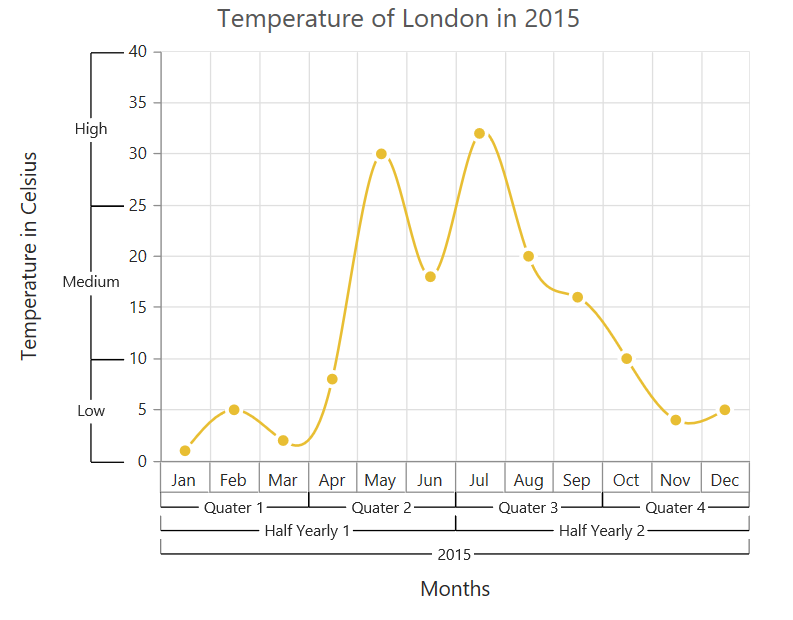 Temperature of London in 2015
Temperature in Celsius
High
Medium
Low
40
35
30
25
20
15
10
5
0
Jan Feb Mar Apr May Jun Jul Aug Sep Oct Nov Dec
Quater 1 Quater 2 Quater 3 Quater 4
Half Yearly 1 Half Yearly 2
2015
Months